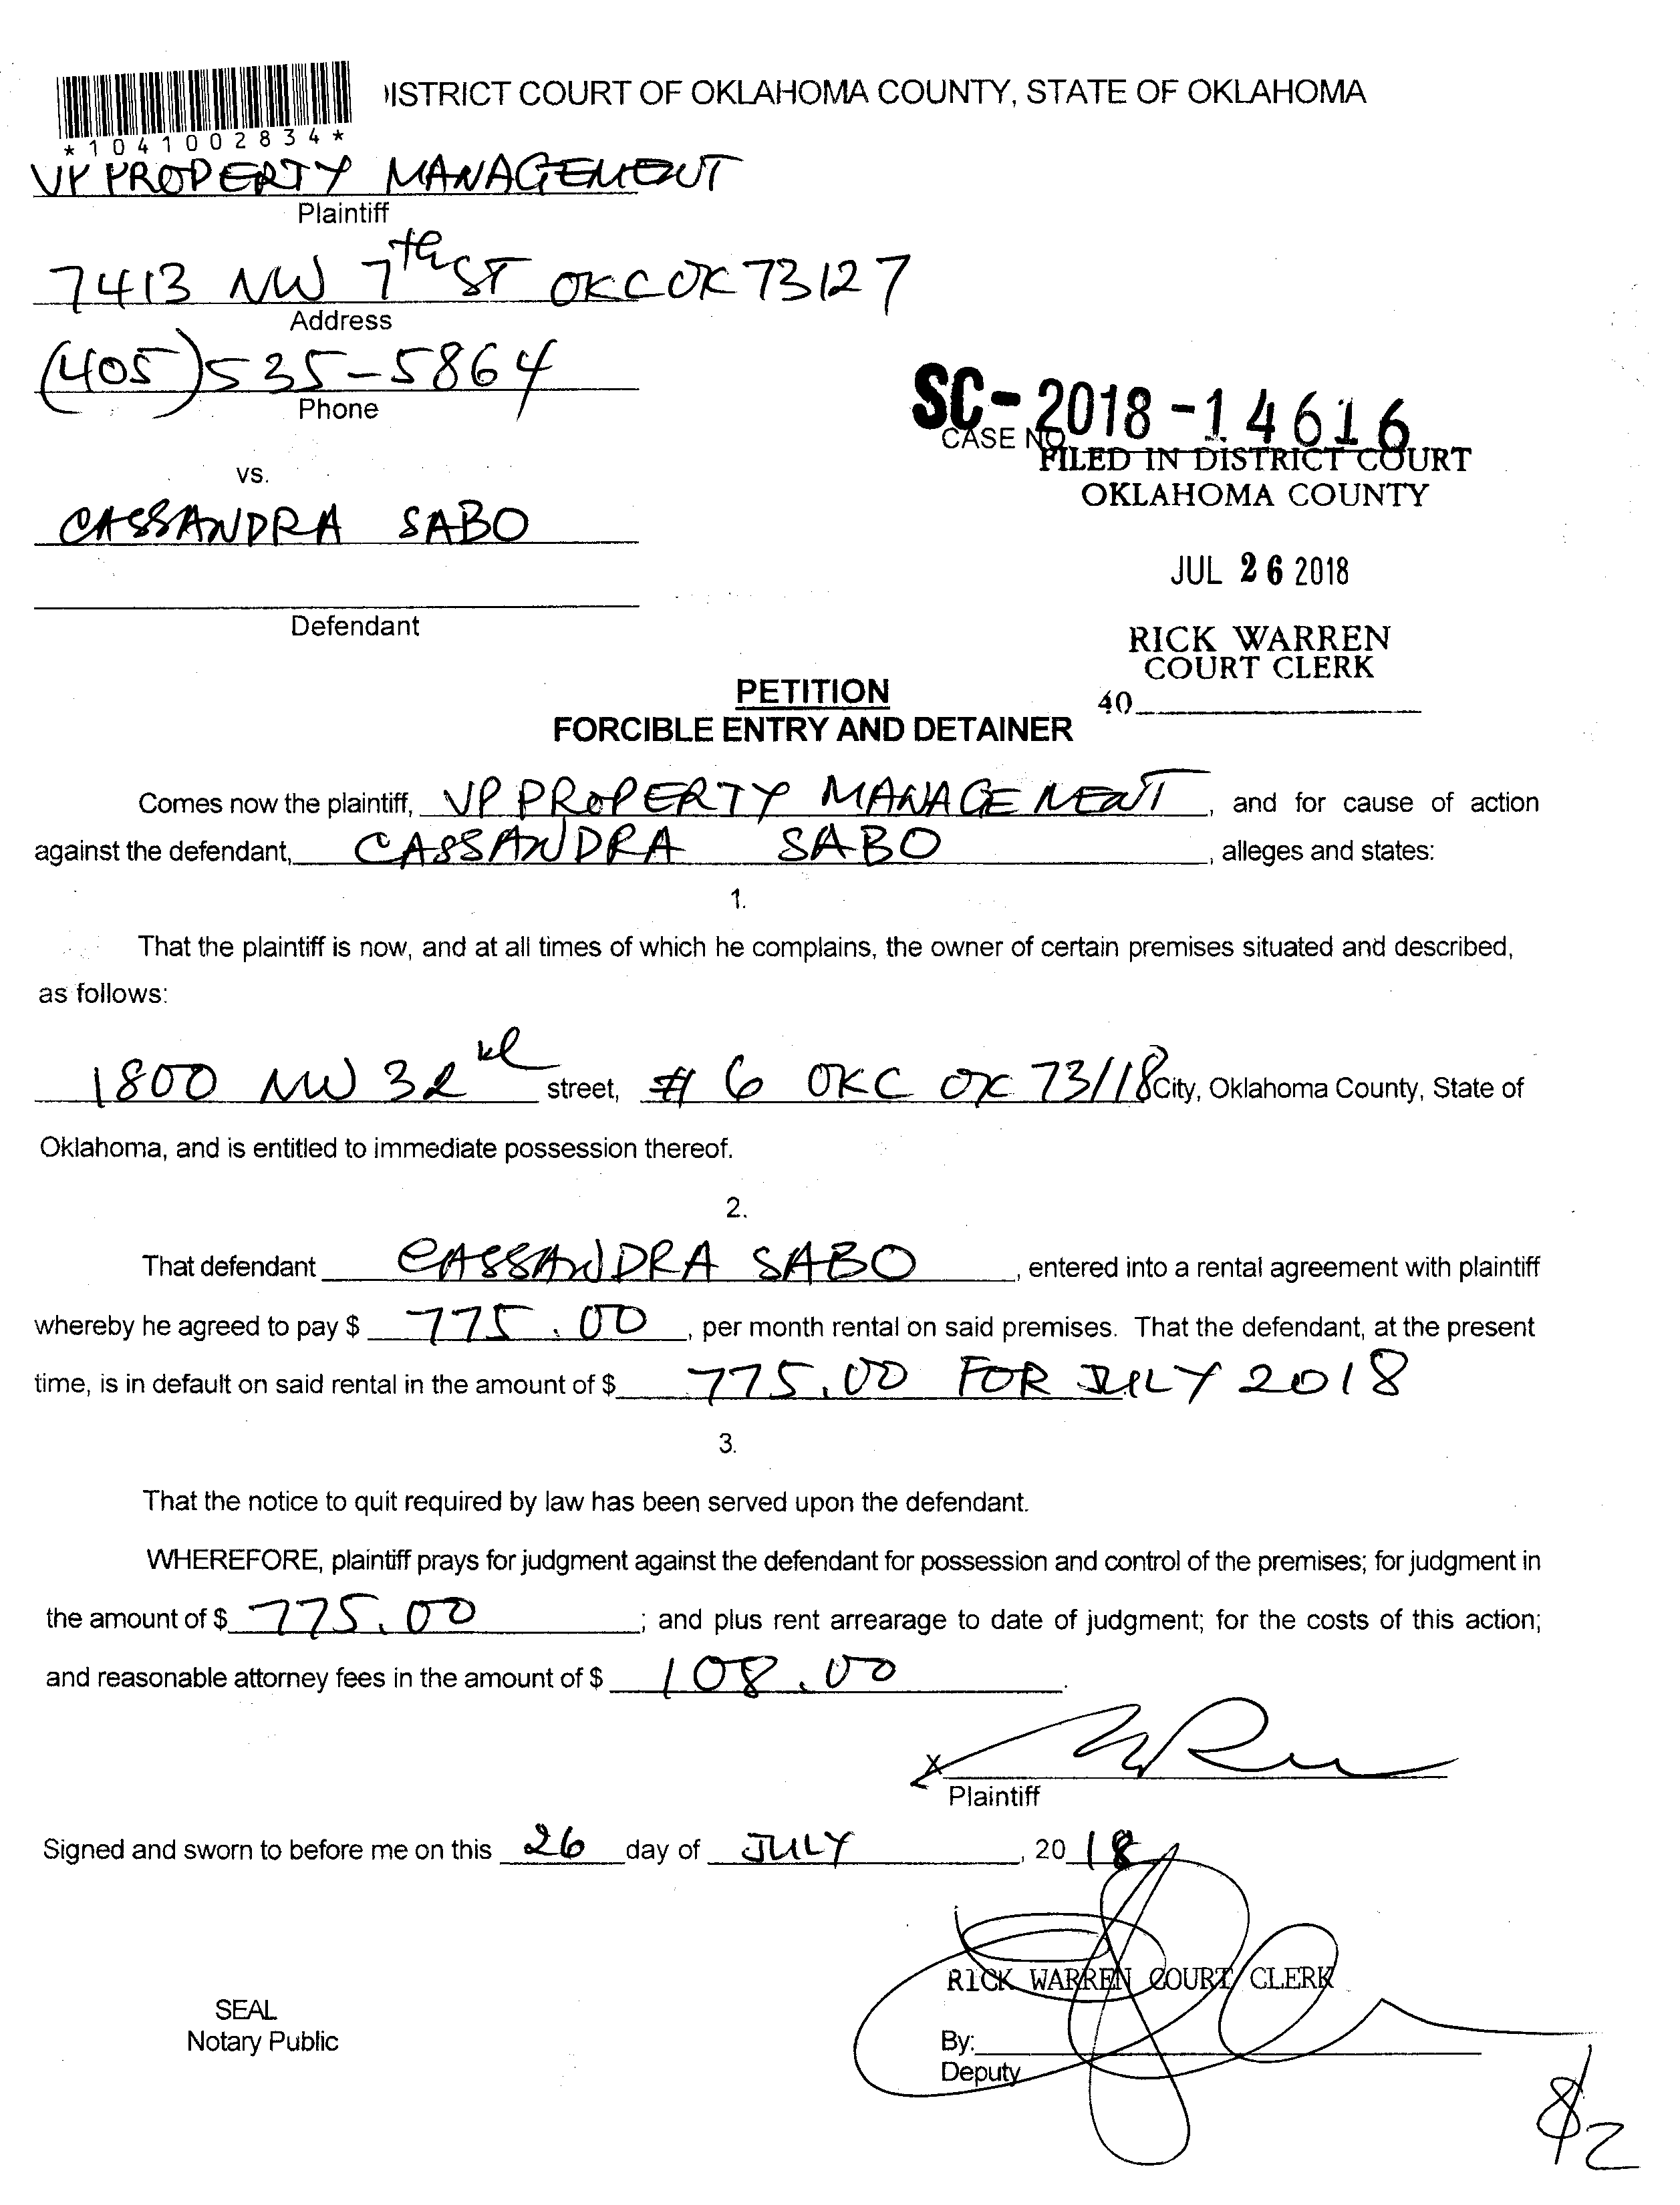 ISTRICT COURT OF OKLAHOMA COUNTY, STATE OF OKLAHOMA
*1041002834*
VP PROPERTY MANAGEMENT
Plaintiff
7413 NW 7th ST OKC OK 73127
Address
(405) 535-5864
Phone
SC-2018-14616
CASE NO.
FILED IN DISTRICT COURT
OKLAHOMA COUNTY
vs.
CASSANDRA SABO
JUL 26 2018
Defendant
RICK WARREN
COURT CLERK
40
PETITION
FORCIBLE ENTRY AND DETAINER
Comes now the plaintiff, VP PROPERTY MANAGEMENT, and for cause of action
against the defendant, CASSANDRA SABO, alleges and states:
1.
That the plaintiff is now, and at all times of which he complains, the owner of certain premises situated and described,
as follows:
1800 NW 32 street, # 6 OKC OK 73118 City, Oklahoma County, State of
Oklahoma, and is entitled to immediate possession thereof.
2.
That defendant CASSANDRA SABO, entered into a rental agreement with plaintiff
whereby he agreed to pay $ 775.00, per month rental on said premises. That the defendant, at the present
time, is in default on said rental in the amount of $ 775.00 FOR JULY 2018
3.
That the notice to quit required by law has been served upon the defendant.
WHEREFORE, plaintiff prays for judgment against the defendant for possession and control of the premises; for judgment in
the amount of $ 775.00; and plus rent arrearage to date of judgment; for the costs of this action;
and reasonable attorney fees in the amount of $ 108.00.
X
Plaintiff
Signed and sworn to before me on this 26 day of JULY, 2018
RICK WARREN COURT CLERK
SEAL
Notary Public
By:
Deputy